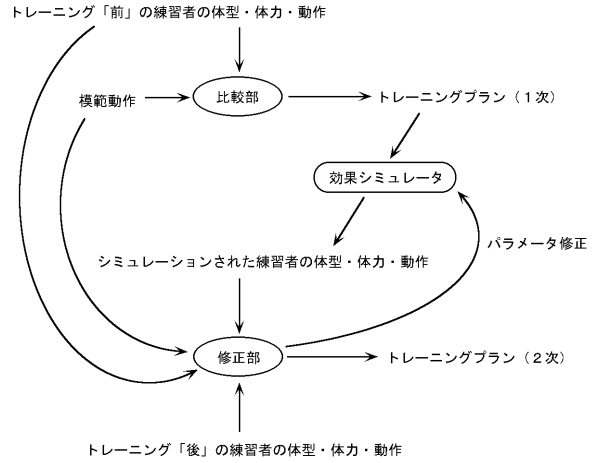 トレーニング「前」の練習者の体型・体力・動作
模範動作
比較部
トレーニングプラン（１次）
効果シミュレータ
パラメータ修正
シミュレーションされた練習者の体型・体力・動作
修正部
トレーニングプラン（２次）
トレーニング「後」の練習者の体型・体力・動作